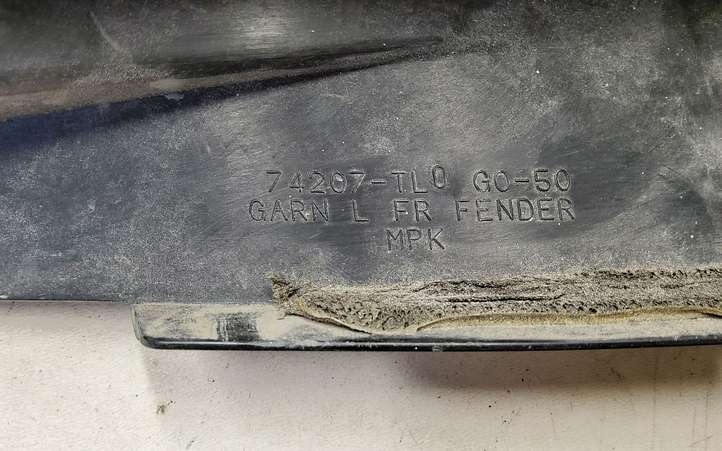 74207-TL0 G0-50
GARN L FR FENDER
MPK